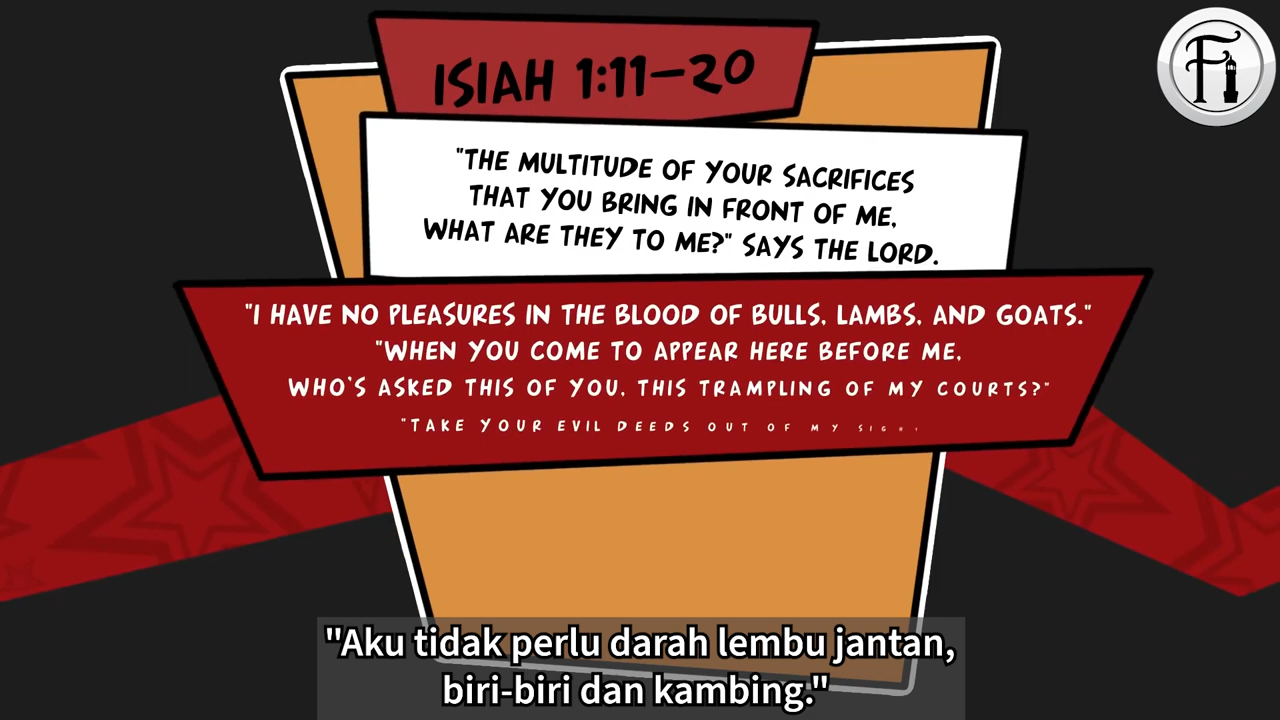 Fi
ISIAH 1:11–20
"THE MULTITUDE OF YOUR SACRIFICES
THAT YOU BRING IN FRONT OF ME,
WHAT ARE THEY TO ME?" SAYS THE LORD.
"I HAVE NO PLEASURES IN THE BLOOD OF BULLS, LAMBS, AND GOATS."
"WHEN YOU COME TO APPEAR HERE BEFORE ME,
WHO'S ASKED THIS OF YOU, THIS TRAMPLING OF MY COURTS?"
"TAKE YOUR EVIL DEEDS OUT OF MY
"Aku tidak perlu darah lembu jantan,
biri-biri dan kambing."